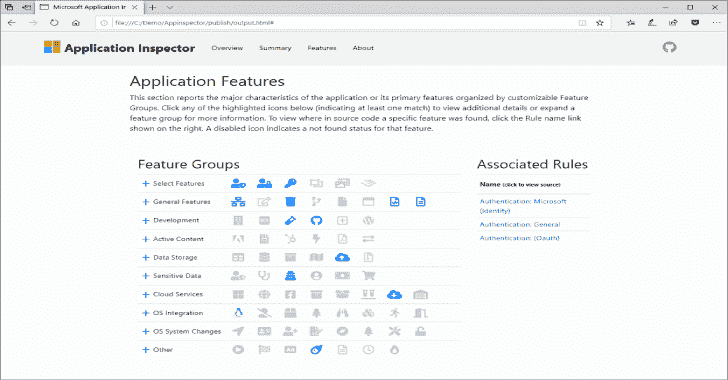 Microsoft Application Ir
file:///C:/Demo/Appinspector/publish/output.html#
Application Inspector
Overview
Summary
Features
About
Application Features
This section reports the major characteristics of the application or its primary features organized by customizable Feature
Groups. Click any of the highlighted icons below (indicating at least one match) to view additional details or expand a
feature group for more information. To view where in source code a specific feature was found, click the Rule name link
shown on the right. A disabled icon indicates a not found status for that feature.
Feature Groups
+ Select Features
+ General Features
+ Development
+ Active Content
+ Data Storage
+ Sensitive Data
+ Cloud Services
+ OS Integration
+ OS System Changes
+ Other
Associated Rules
Name (click to view source)
Authentication: Microsoft
(Identity)
Authentication: General
Authentication: (Oauth)